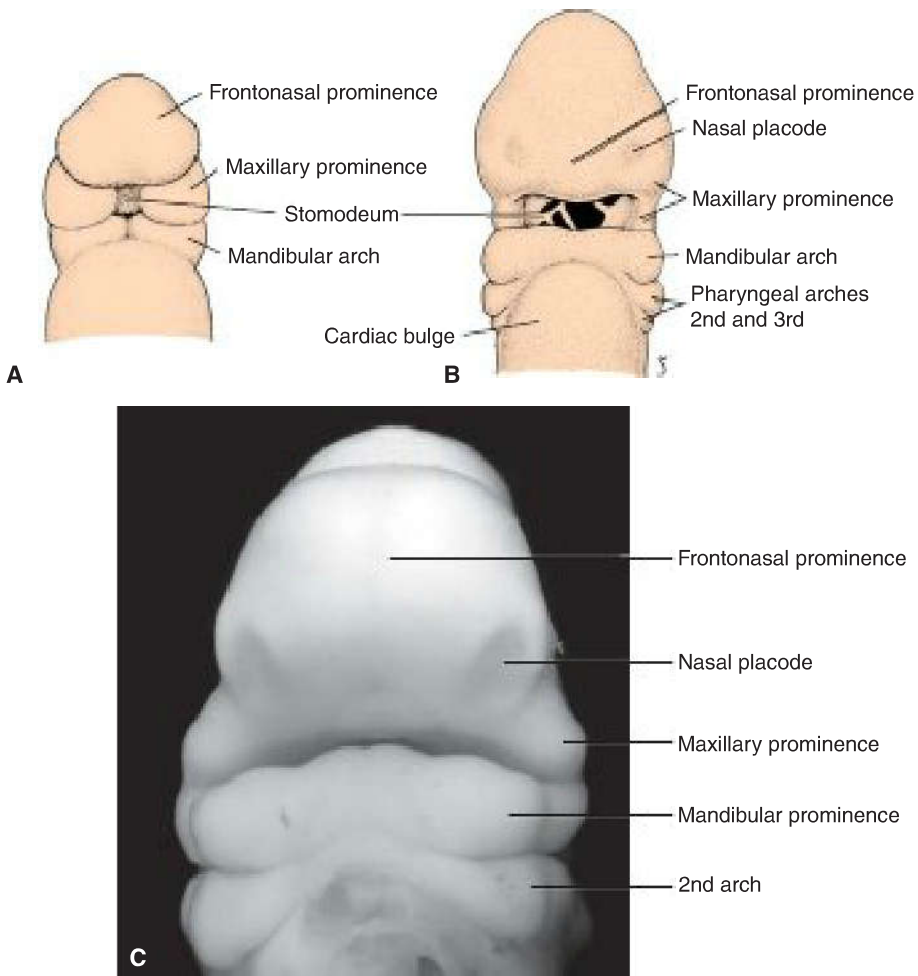 Frontonasal prominence
Maxillary prominence
Stomodeum
Mandibular arch
A
Frontonasal prominence
Nasal placode
Maxillary prominence
Mandibular arch
Pharyngeal arches
2nd and 3rd
Cardiac bulge
B
Frontonasal prominence
Nasal placode
Maxillary prominence
Mandibular prominence
2nd arch
C